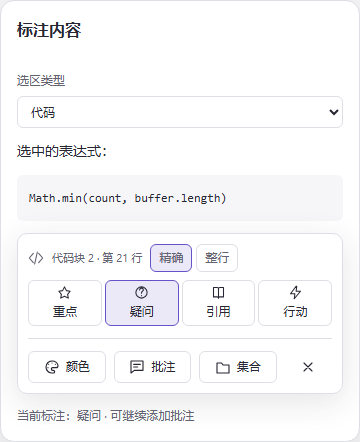 标注内容
选区类型
代码
选中的表达式：
Math.min(count, buffer.length)
代码块 2 · 第 21 行 精确 整行
重点 疑问 引用 行动
颜色 批注 集合
当前标注：疑问 · 可继续添加批注